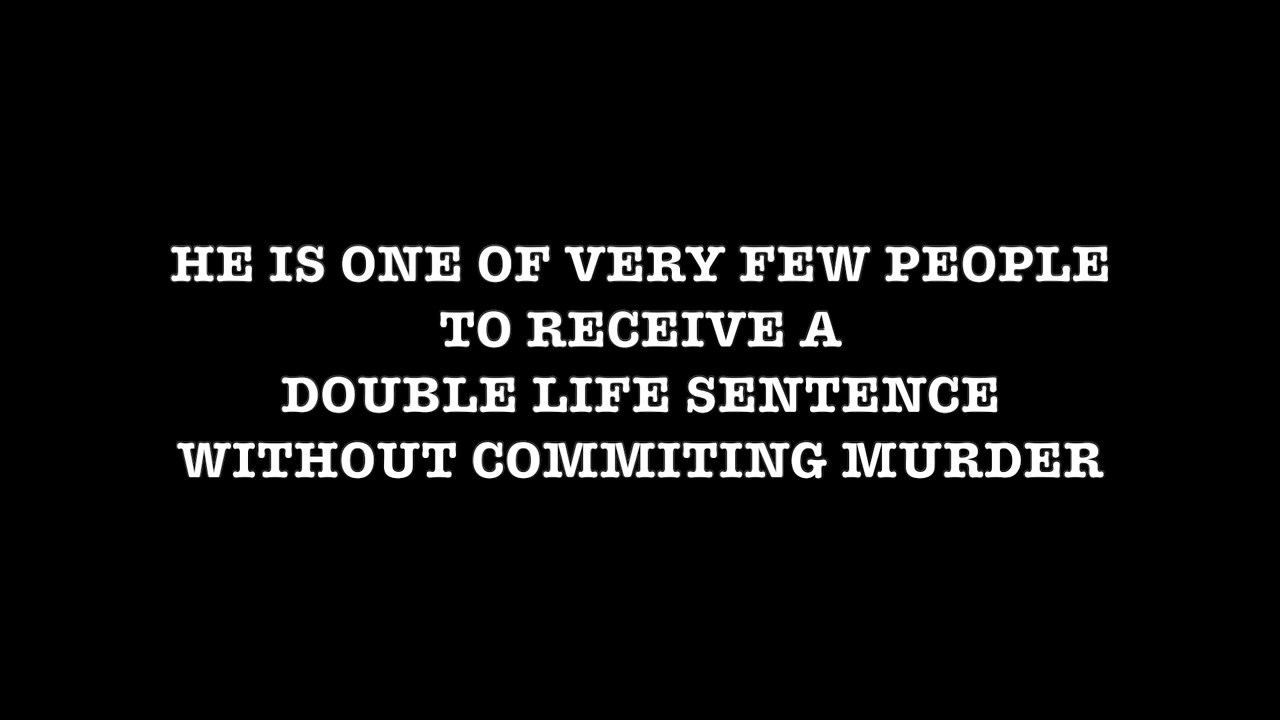 HE IS ONE OF VERY FEW PEOPLE
TO RECEIVE A
DOUBLE LIFE SENTENCE
WITHOUT COMMITING MURDER